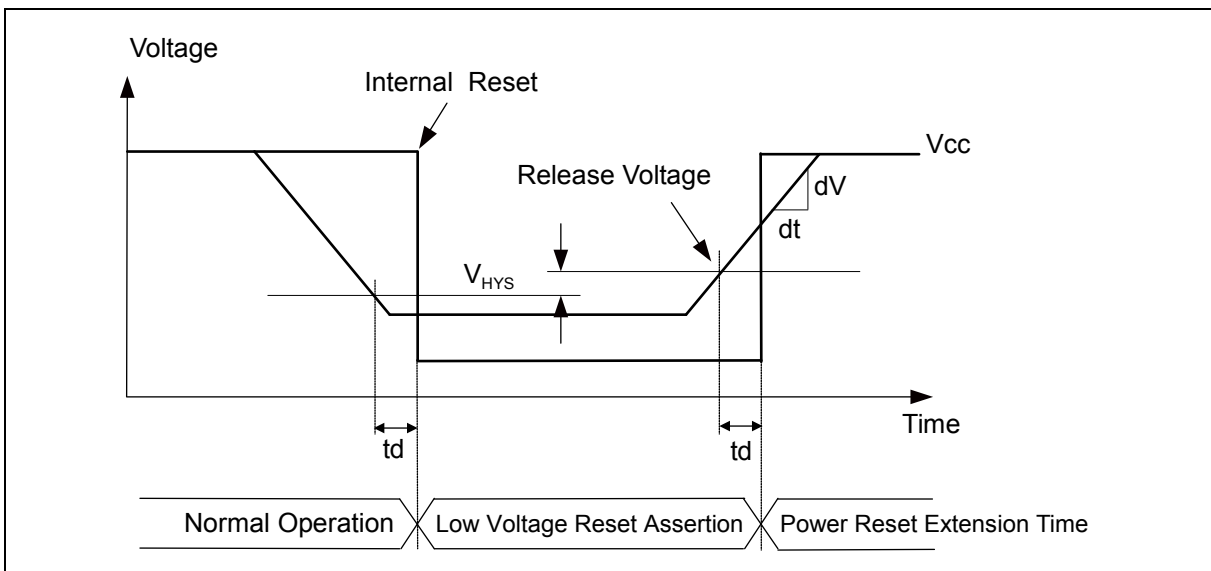 Voltage
Internal Reset
Vcc
Release Voltage
dV
dt
VHYS
Time
td
td
Normal Operation
Low Voltage Reset Assertion
Power Reset Extension Time